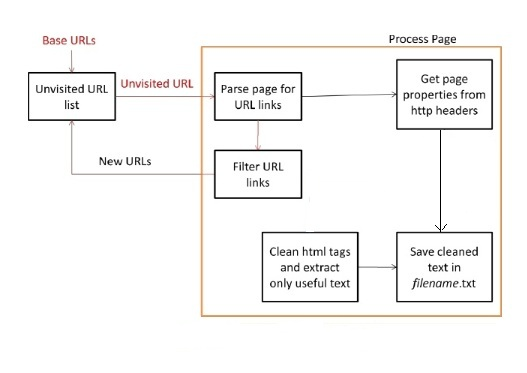 Process Page
Base URLs
Unvisited URL
list
Unvisited URL
Parse page for
URL links
Get page
properties from
http headers
New URLs
Filter URL
links
Clean html tags
and extract
only useful text
Save cleaned
text in
filename.txt